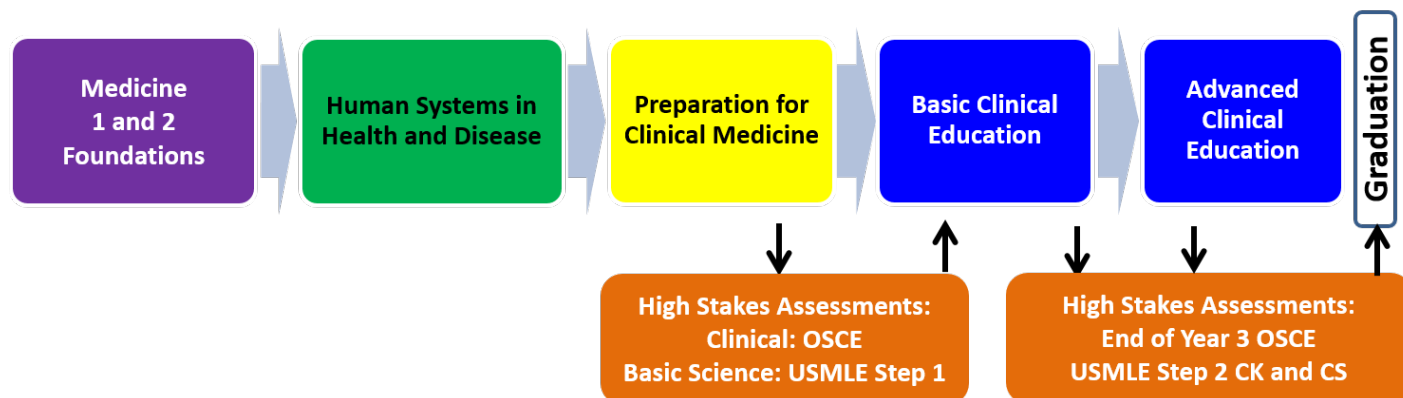 Medicine
1 and 2
Foundations
Human Systems in
Health and Disease
Preparation for
Clinical Medicine
Basic Clinical
Education
Advanced
Clinical
Education
Graduation
High Stakes Assessments:
Clinical: OSCE
Basic Science: USMLE Step 1
High Stakes Assessments:
End of Year 3 OSCE
USMLE Step 2 CK and CS